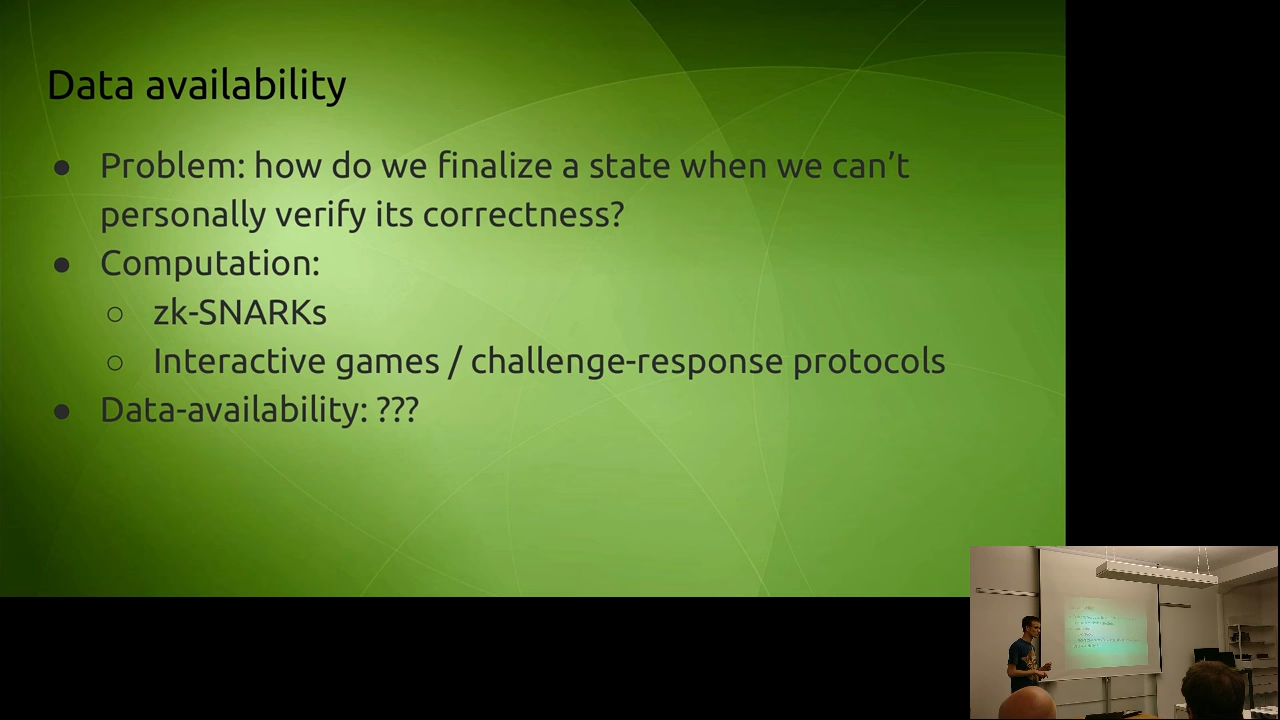 Data availability
● Problem: how do we finalize a state when we can’t
personally verify its correctness?
● Computation:
○ zk-SNARKs
○ Interactive games / challenge-response protocols
● Data-availability: ???